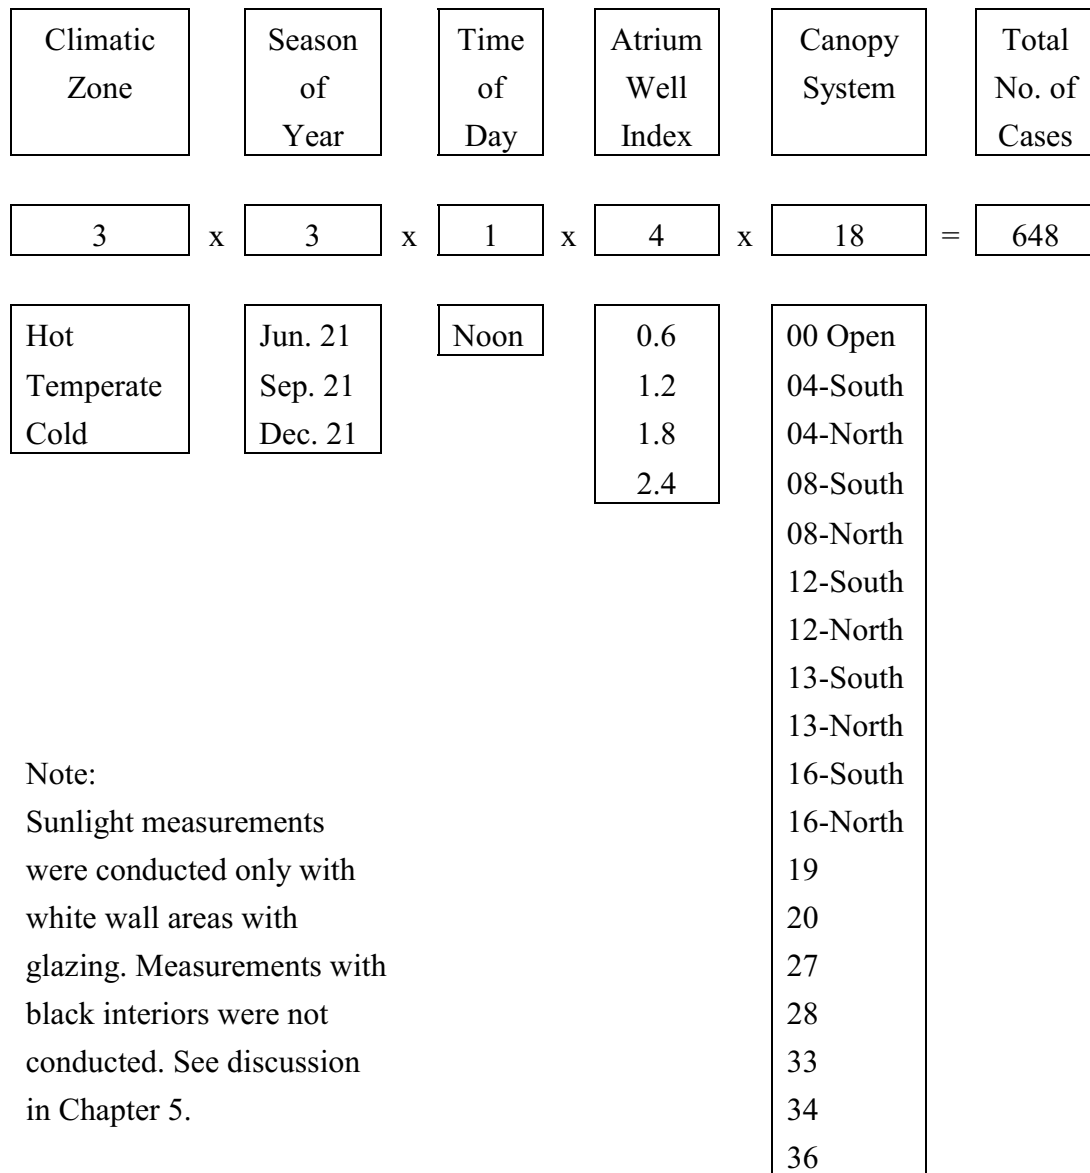 Climatic Zone
Season of Year
Time of Day
Atrium Well Index
Canopy System
Total No. of Cases
3 x 3 x 1 x 4 x 18 = 648
Hot
Temperate
Cold
Jun. 21
Sep. 21
Dec. 21
Noon
0.6
1.2
1.8
2.4
00 Open
04-South
04-North
08-South
08-North
12-South
12-North
13-South
13-North
16-South
16-North
19
20
27
28
33
34
36
Note:
Sunlight measurements
were conducted only with
white wall areas with
glazing. Measurements with
black interiors were not
conducted. See discussion
in Chapter 5.